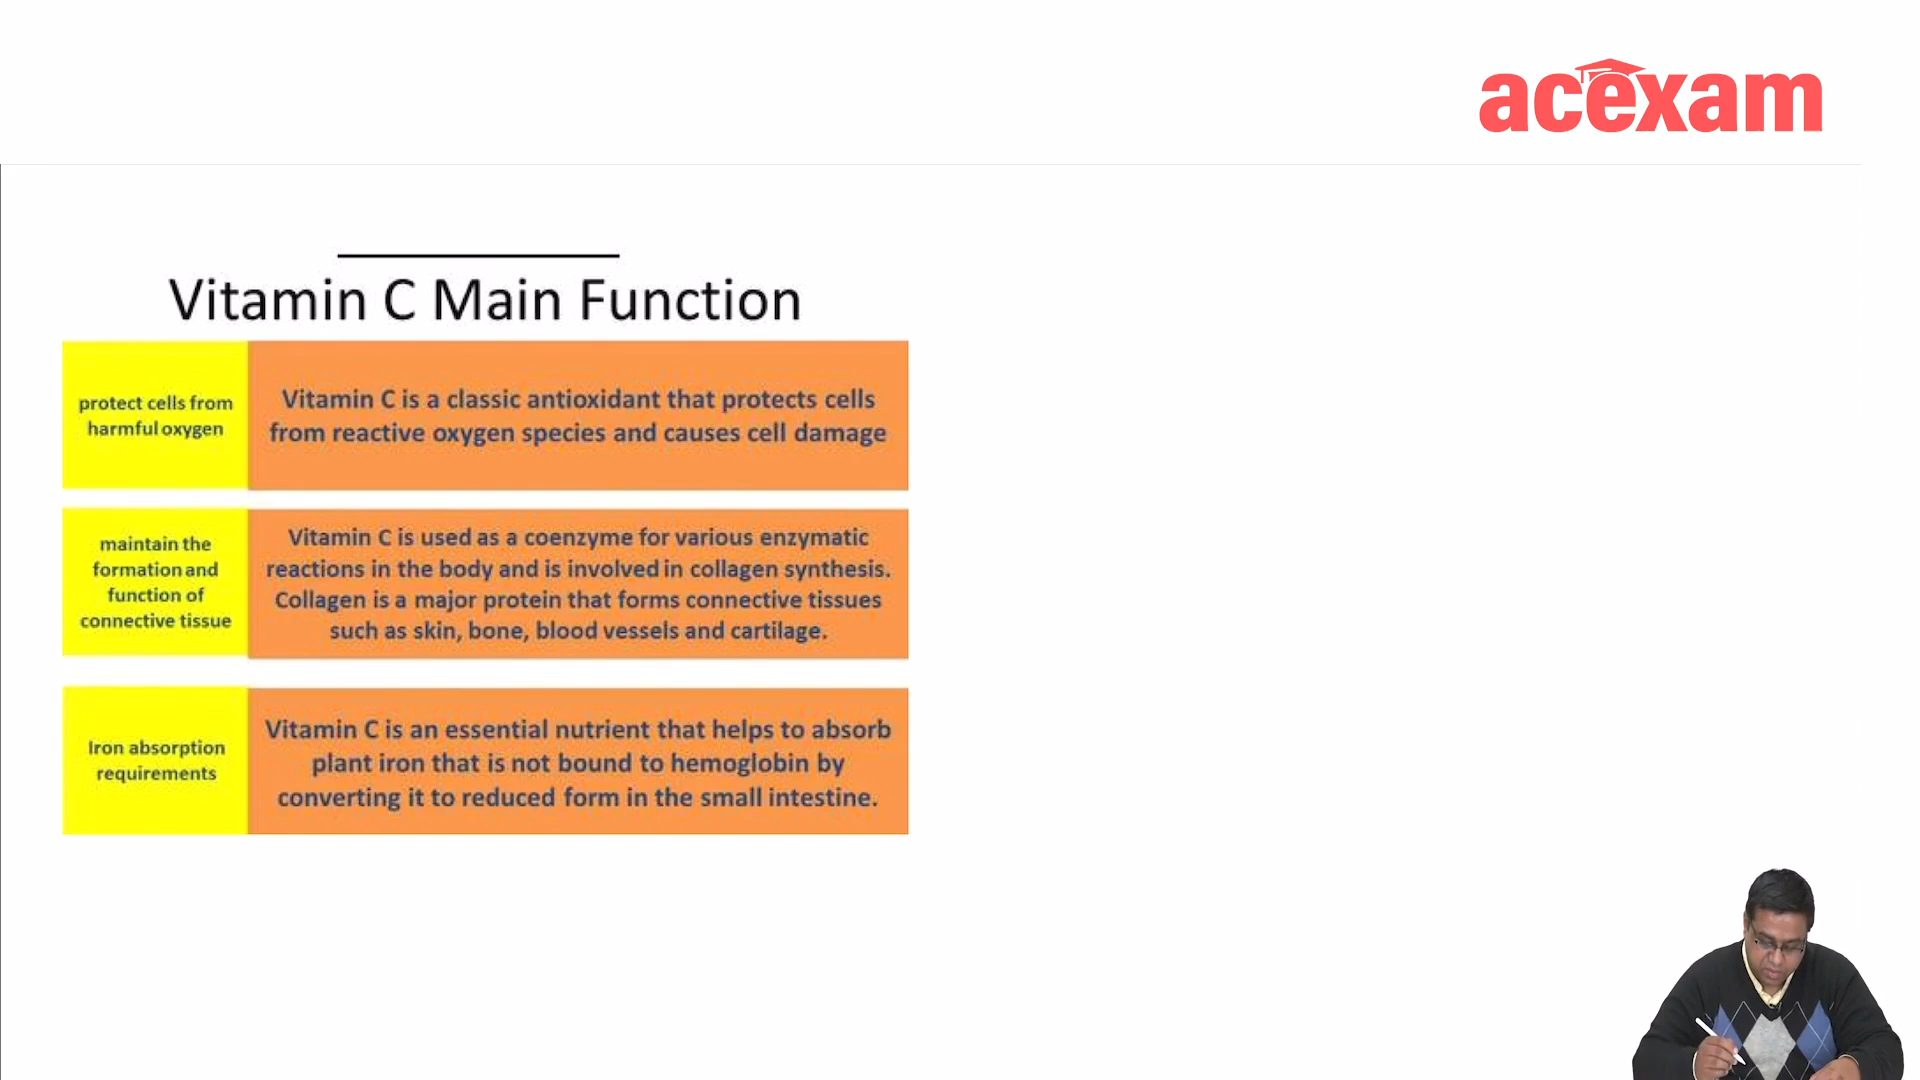 acexam
Vitamin C Main Function
protect cells from
harmful oxygen
Vitamin C is a classic antioxidant that protects cells
from reactive oxygen species and causes cell damage
maintain the
formation and
function of
connective tissue
Vitamin C is used as a coenzyme for various enzymatic
reactions in the body and is involved in collagen synthesis.
Collagen is a major protein that forms connective tissues
such as skin, bone, blood vessels and cartilage.
Iron absorption
requirements
Vitamin C is an essential nutrient that helps to absorb
plant iron that is not bound to hemoglobin by
converting it to reduced form in the small intestine.